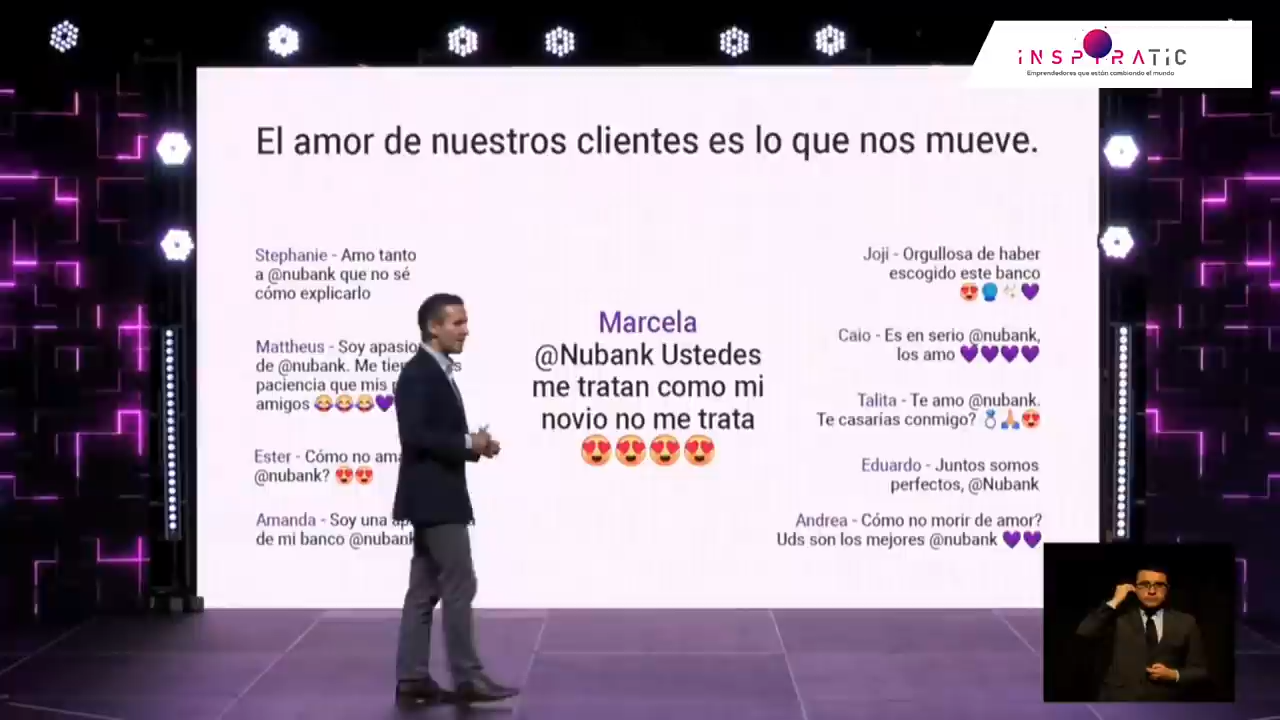 INSPIRATIC
Emprendedores que están cambiando el mundo
El amor de nuestros clientes es lo que nos mueve.
Stephanie - Amo tanto
a @nubank que no sé
cómo explicarlo
Mattheus - Soy
de @nubank. Me
paciencia que mis
amigos 😂😂😂💜
Ester - Cómo no
@nubank? 😍😍
Amanda - Soy una
de mi banco @nubank
Marcela
@Nubank Ustedes
me tratan como mi
novio no me trata
😍😍😍😍
Joji - Orgullosa de haber
escogido este banco
Caio - Es en serio @nubank,
los amo 💜💜💜💜
Talita - Te amo @nubank.
Te casarías conmigo? 💍🙏😍
Eduardo - Juntos somos
perfectos, @Nubank
Andrea - Cómo no morir de amor?
Uds son los mejores @nubank 💜💜